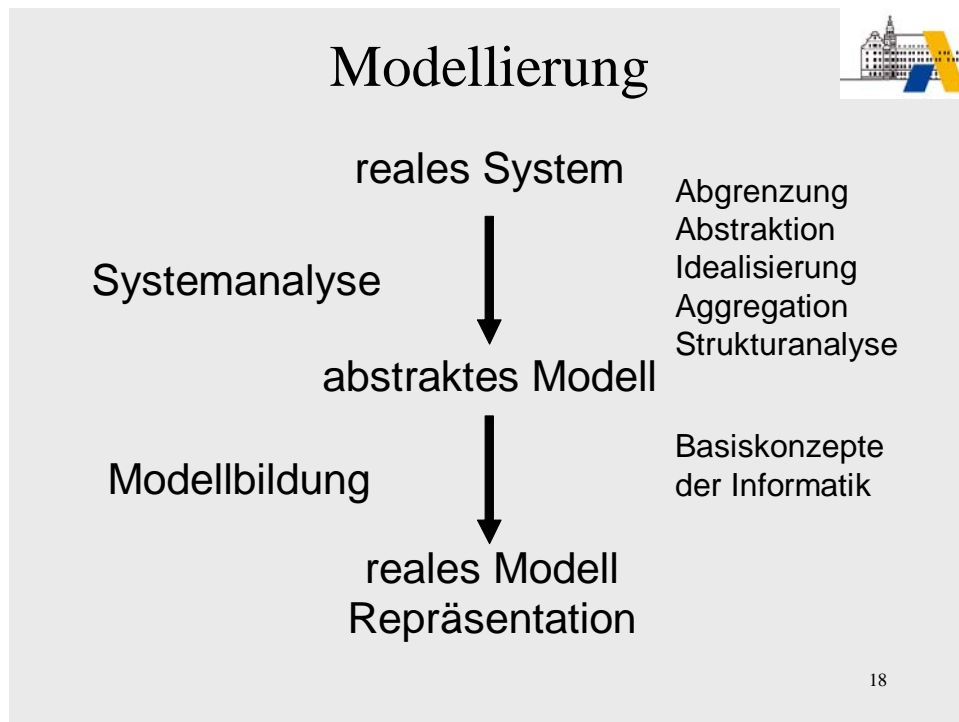 Modellierung
reales System
Abgrenzung
Abstraktion
Idealisierung
Aggregation
Strukturanalyse
Systemanalyse
abstraktes Modell
Basiskonzepte
der Informatik
Modellbildung
reales Modell
Repräsentation
18